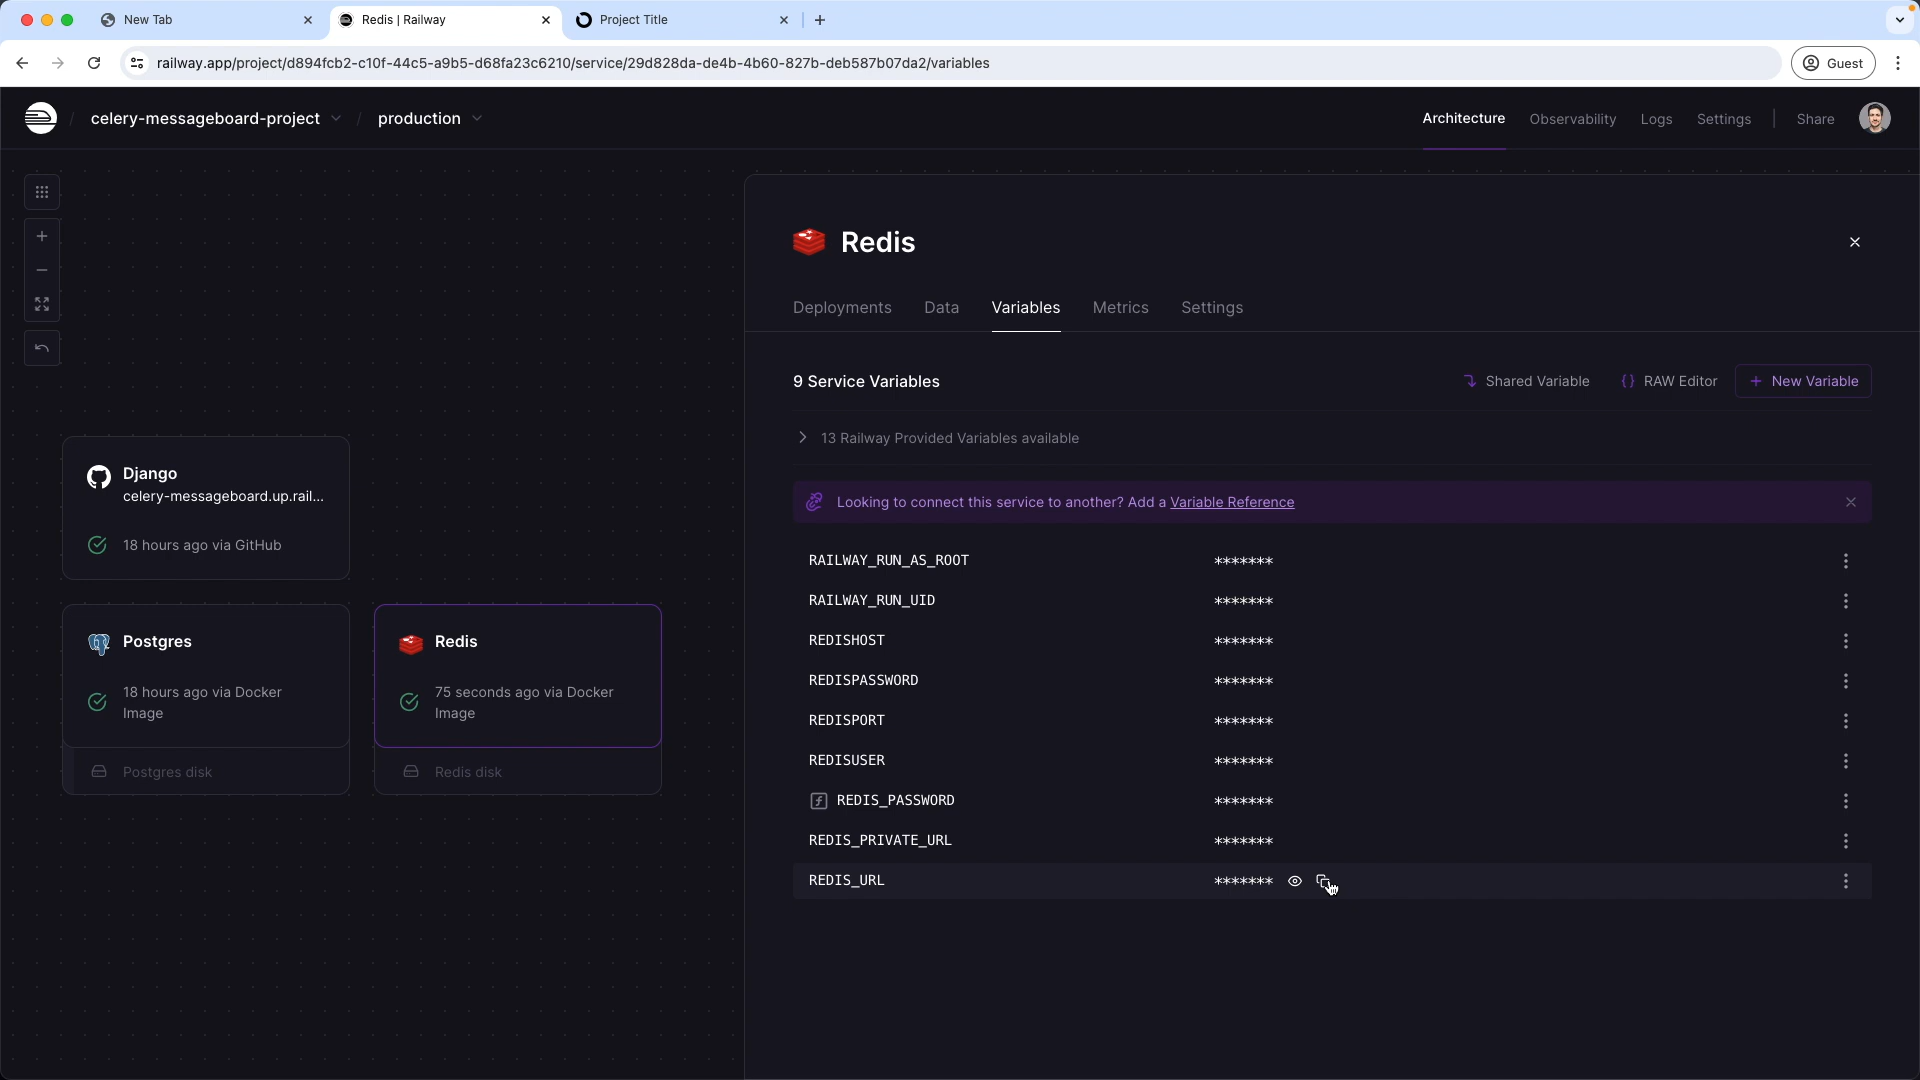 New Tab
Redis | Railway
Project Title
railway.app/project/d894fcb2-c10f-44c5-a9b5-d68fa23c6210/service/29d828da-de4b-4b60-827b-deb587b07da2/variables
Guest
celery-messageboard-project / production
Architecture
Observability
Logs
Settings
Share
Django
celery-messageboard.up.rail...
18 hours ago via GitHub
Postgres
18 hours ago via Docker
Image
Postgres disk
Redis
75 seconds ago via Docker
Image
Redis disk
Redis
Deployments
Data
Variables
Metrics
Settings
9 Service Variables
Shared Variable
{} RAW Editor
+ New Variable
13 Railway Provided Variables available
Looking to connect this service to another? Add a Variable Reference
RAILWAY_RUN_AS_ROOT *******
RAILWAY_RUN_UID *******
REDISHOST *******
REDISPASSWORD *******
REDISPORT *******
REDISUSER *******
REDIS_PASSWORD *******
REDIS_PRIVATE_URL *******
REDIS_URL *******